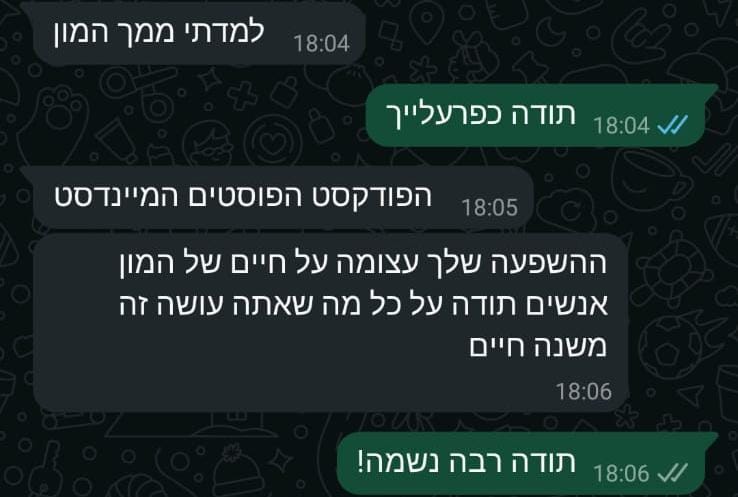 למדתי ממך המון
18:04
תודה כפרעלייך
18:04
הפודקסט הפוסטים המיינדסט
18:05
ההשפעה שלך עצומה על חיים של המון
אנשים תודה על כל מה שאתה עושה זה
משנה חיים
18:06
תודה רבה נשמה!
18:06